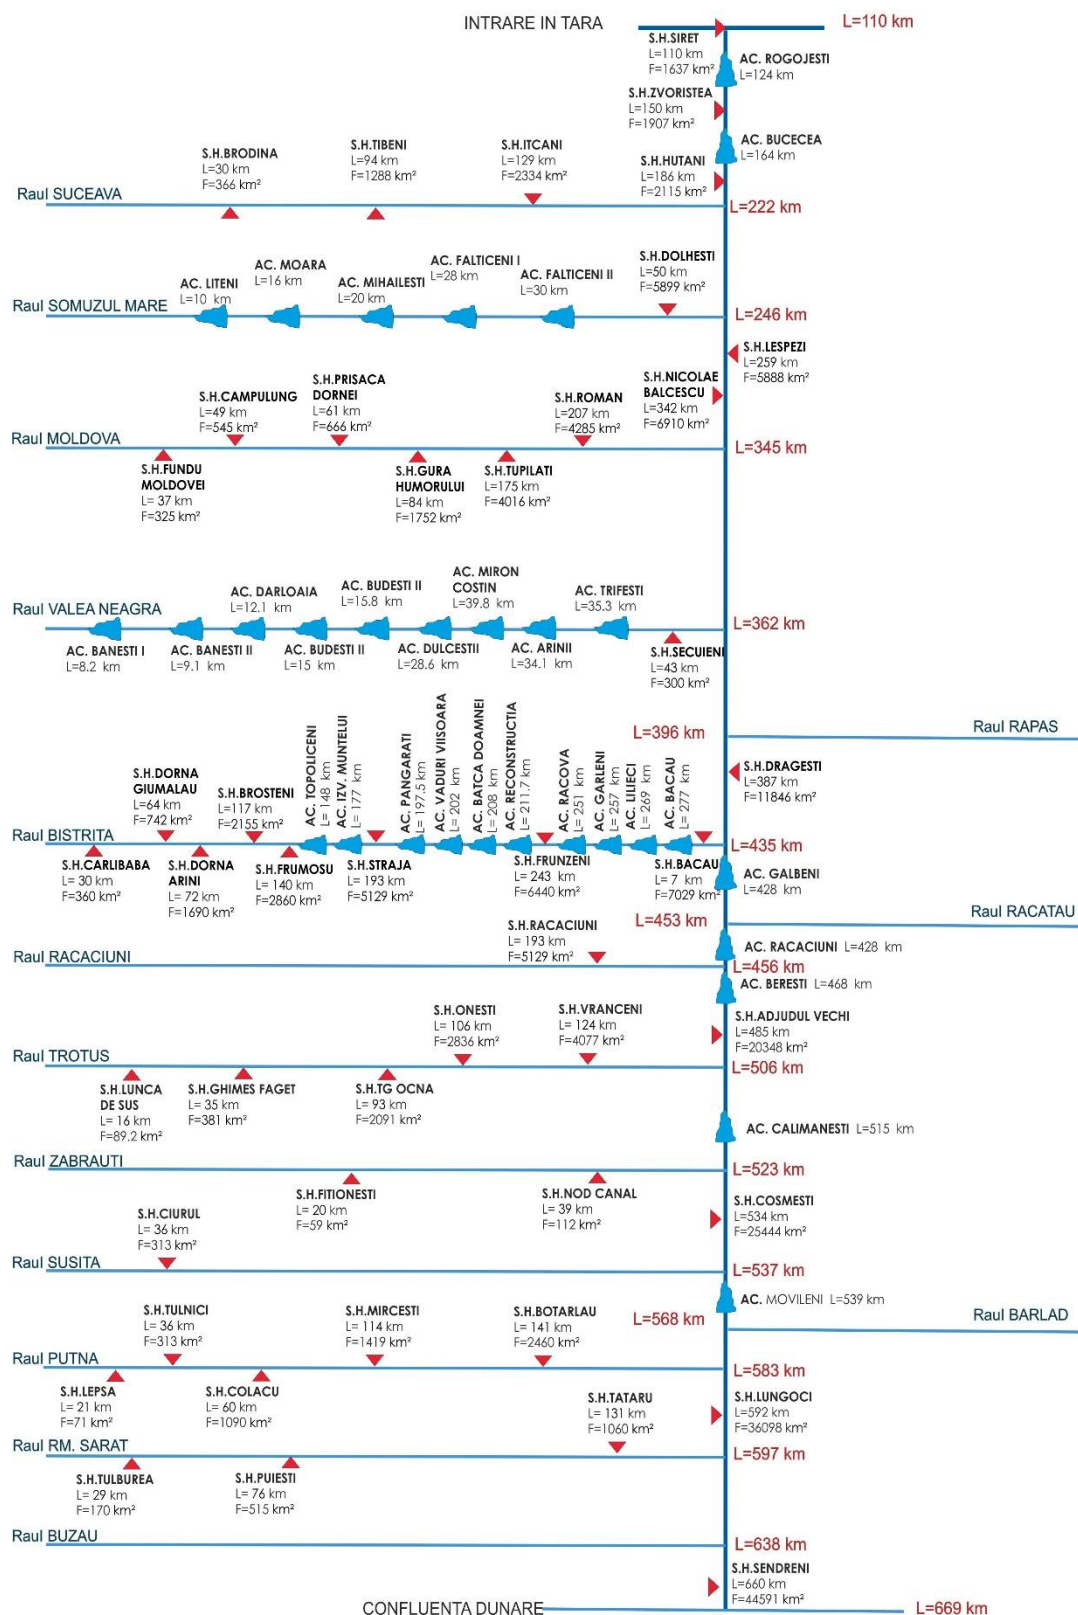 INTRARE IN TARA
L=110 km
S.H.SIRET
L=110 km
F=1637 km²
AC. ROGOJESTI
L=124 km
S.H.ZVORISTEA
L=150 km
F=1907 km²
AC. BUCECEA
L=164 km
S.H.HUTANI
L=186 km
F=2115 km²
S.H.BRODINA
L=30 km
F=366 km²
S.H.TIBENI
L=94 km
F=1288 km²
S.H.ITCANI
L=129 km
F=2334 km²
Raul SUCEAVA
L=222 km
AC. LITENI
L=10 km
AC. MOARA
L=16 km
AC. MIHAILESTI
L=20 km
AC. FALTICENI I
L=28 km
AC. FALTICENI II
L=30 km
S.H.DOLHESTI
L=50 km
F=5899 km²
Raul SOMUZUL MARE
L=246 km
S.H.LESPEZI
L=259 km
F=5888 km²
S.H.NICOLAE
BALCESCU
L=342 km
F=6910 km²
S.H.CAMPULUNG
L=49 km
F=545 km²
S.H.PRISACA
DORNEI
L=61 km
F=666 km²
S.H.ROMAN
L=207 km
F=4285 km²
Raul MOLDOVA
L=345 km
S.H.FUNDU
MOLDOVEI
L= 37 km
F=325 km²
S.H.GURA
HUMORULUI
L=84 km
F=1752 km²
S.H.TUPILATI
L=175 km
F=4016 km²
AC. DARLOAIA
L=12.1 km
AC. BUDESTI II
L=15.8 km
AC. MIRON
COSTIN
L=39.8 km
AC. TRIFESTI
L=35.3 km
Raul VALEA NEAGRA
L=362 km
AC. BANESTI I
L=8.2 km
AC. BANESTI II
L=9.1 km
AC. BUDESTI II
L=15 km
AC. DULCESTII
L=28.6 km
AC. ARINII
L=34.1 km
S.H.SECUIENI
L=43 km
F=300 km²
L=396 km
Raul RAPAS
S.H.DRAGESTI
L=387 km
F=11846 km²
S.H.DORNA
GIUMALAU
L=64 km
F=742 km²
S.H.BROSTENI
L=117 km
F=2155 km²
AC. TOPOLICENI
L= 148 km
AC. IZV. MUNTELUI
L= 177 km
AC. PANGARATI
L= 197.5 km
AC. VADURI VIISOARA
L= 202 km
AC. BATCA DOAMNEI
L= 208 km
AC. RECONSTRUCTIA
L= 211.7 km
AC. RACOVA
L= 251 km
AC. GARLENI
L= 257 km
AC. LILIECI
L= 269 km
AC. BACAU
L= 277 km
Raul BISTRITA
L=435 km
S.H.CARLIBABA
L= 30 km
F=360 km²
S.H.DORNA
ARINI
L= 72 km
F=1690 km²
S.H.FRUMOSU
L= 140 km
F=2860 km²
S.H.STRAJA
L= 193 km
F=5129 km²
S.H.FRUNZENI
L= 243 km
F=6440 km²
S.H.BACAU
L= 7 km
F=7029 km²
AC. GALBENI
L=428 km
L=453 km
Raul RACATAU
S.H.RACACIUNI
L= 193 km
F=5129 km²
AC. RACACIUNI L=428 km
Raul RACACIUNI
L=456 km
AC. BERESTI L=468 km
S.H.ONESTI
L= 106 km
F=2836 km²
S.H.VRANCENI
L= 124 km
F=4077 km²
S.H.ADJUDUL VECHI
L=485 km
F=20348 km²
Raul TROTUS
L=506 km
S.H.LUNCA
DE SUS
L= 16 km
F=89.2 km²
S.H.GHIMES FAGET
L= 35 km
F=381 km²
S.H.TG OCNA
L= 93 km
F=2091 km²
AC. CALIMANESTI L=515 km
Raul ZABRAUTI
L=523 km
S.H.FITIONESTI
L= 20 km
F=59 km²
S.H.NOD CANAL
L= 39 km
F=112 km²
S.H.COSMESTI
L=534 km
F=25444 km²
S.H.CIURUL
L= 36 km
F=313 km²
Raul SUSITA
L=537 km
AC. MOVILENI L=539 km
L=568 km
Raul BARLAD
S.H.TULNICI
L= 36 km
F=313 km²
S.H.MIRCESTI
L= 114 km
F=1419 km²
S.H.BOTARLAU
L= 141 km
F=2460 km²
Raul PUTNA
L=583 km
S.H.LEPSA
L= 21 km
F=71 km²
S.H.COLACU
L= 60 km
F=1090 km²
S.H.TATARU
L= 131 km
F=1060 km²
S.H.LUNGOCI
L=592 km
F=36098 km²
Raul RM. SARAT
L=597 km
S.H.TULBUREA
L= 29 km
F=170 km²
S.H.PUIESTI
L= 76 km
F=515 km²
Raul BUZAU
L=638 km
S.H.SENDRENI
L=660 km
F=44591 km²
CONFLUENTA DUNARE
L=669 km